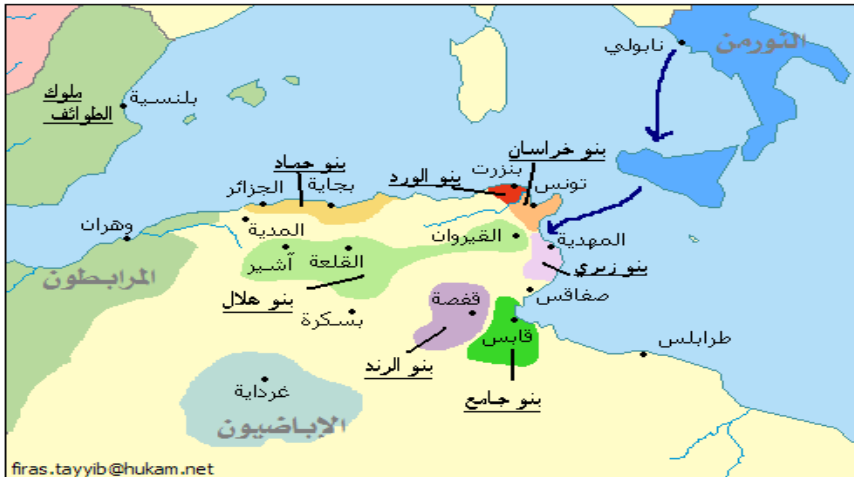 النورمن
نابولي
ملوك
الطوائف
بلنسية
بنو خراسان
بنزرت
بنو الورد
تونس
بنو حماد
الجزائر
بجاية
وهران
المدية
القيروان
المهدية
آشير
القلعة
بنو زيري
المرابطون
بنو هلال
صفاقس
قفصة
بسكرة
قابس
طرابلس
بنو الرند
غرداية
بنو جامع
الإباضيون
firas.tayyib@hukam.net